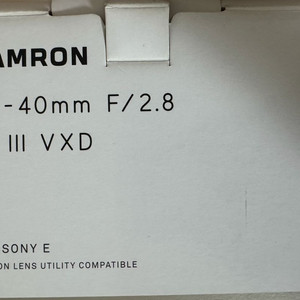 AMRON
-40mm F/2.8
III VXD
SONY E
ON LENS UTILITY COMPATIBLE